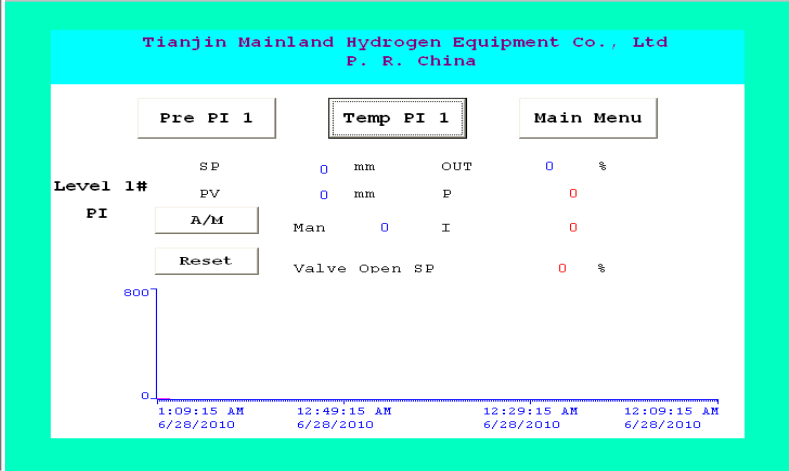 Tianjin Mainland Hydrogen Equipment Co., Ltd
P. R. China
Pre PI 1 Temp PI 1 Main Menu
SP 0 mm OUT 0 %
Level 1#
PV 0 mm P 0
PI
A/M
Man 0 I 0
Reset
Valve Open SP 0 %
800
0
1:09:15 AM 12:49:15 AM 12:29:15 AM 12:09:15 AM
6/28/2010 6/28/2010 6/28/2010 6/28/2010